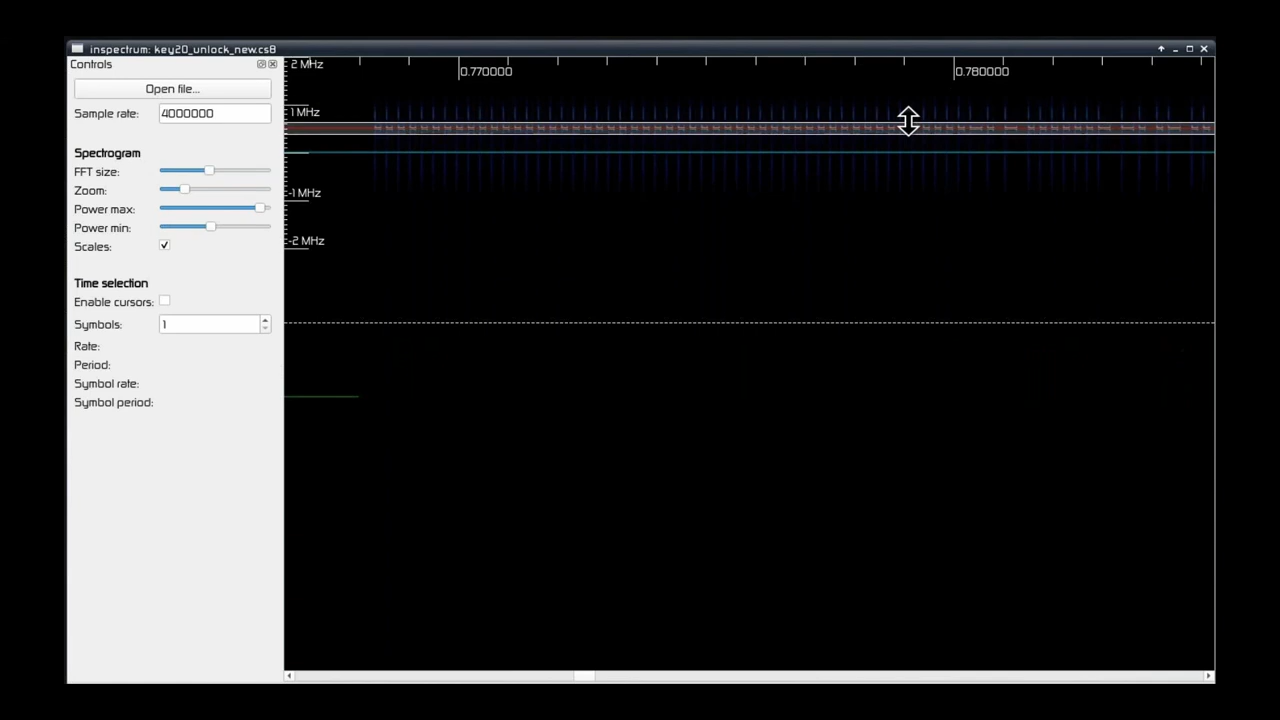 inspectrum: key20_unlock_new.cs8
Controls
Open file...
Sample rate: 4000000
Spectrogram
FFT size:
Zoom:
Power max:
Power min:
Scales:
Time selection
Enable cursors:
Symbols: 1
Rate:
Period:
Symbol rate:
Symbol period:
2 MHz
0.770000
0.780000
1 MHz
-1 MHz
-2 MHz